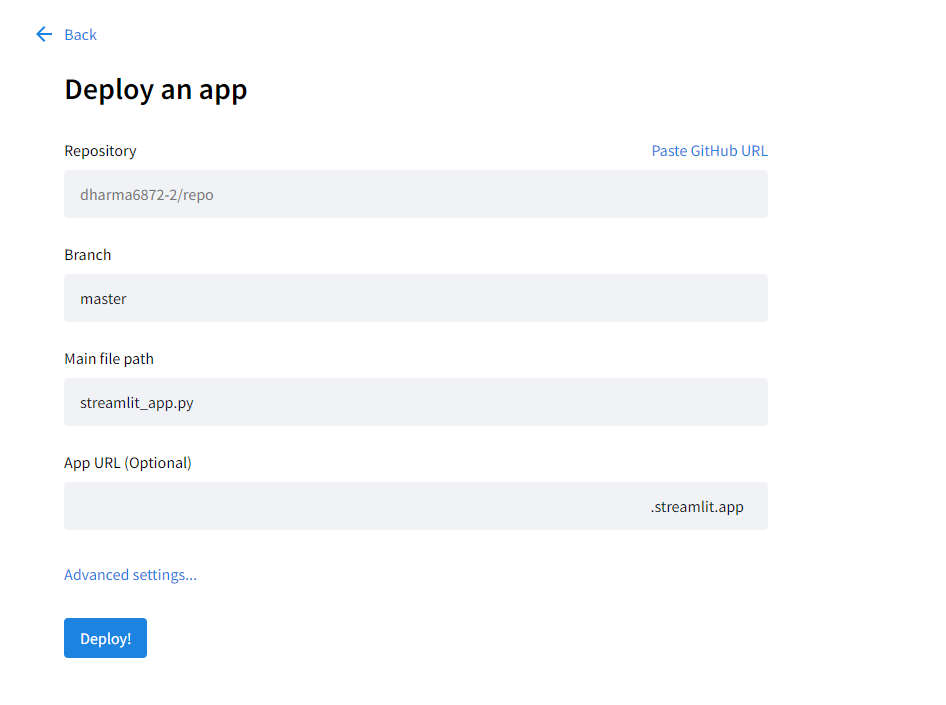 Back
Deploy an app
Repository
Paste GitHub URL
dharma6872-2/repo
Branch
master
Main file path
streamlit_app.py
App URL (Optional)
.streamlit.app
Advanced settings...
Deploy!